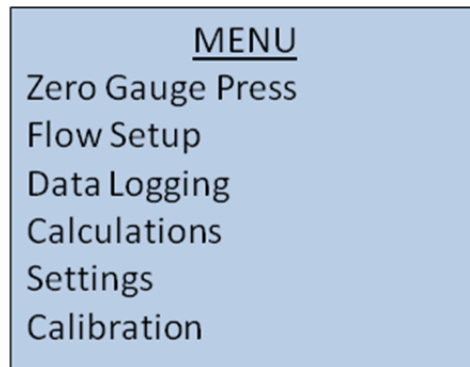 MENU
Zero Gauge Press
Flow Setup
Data Logging
Calculations
Settings
Calibration